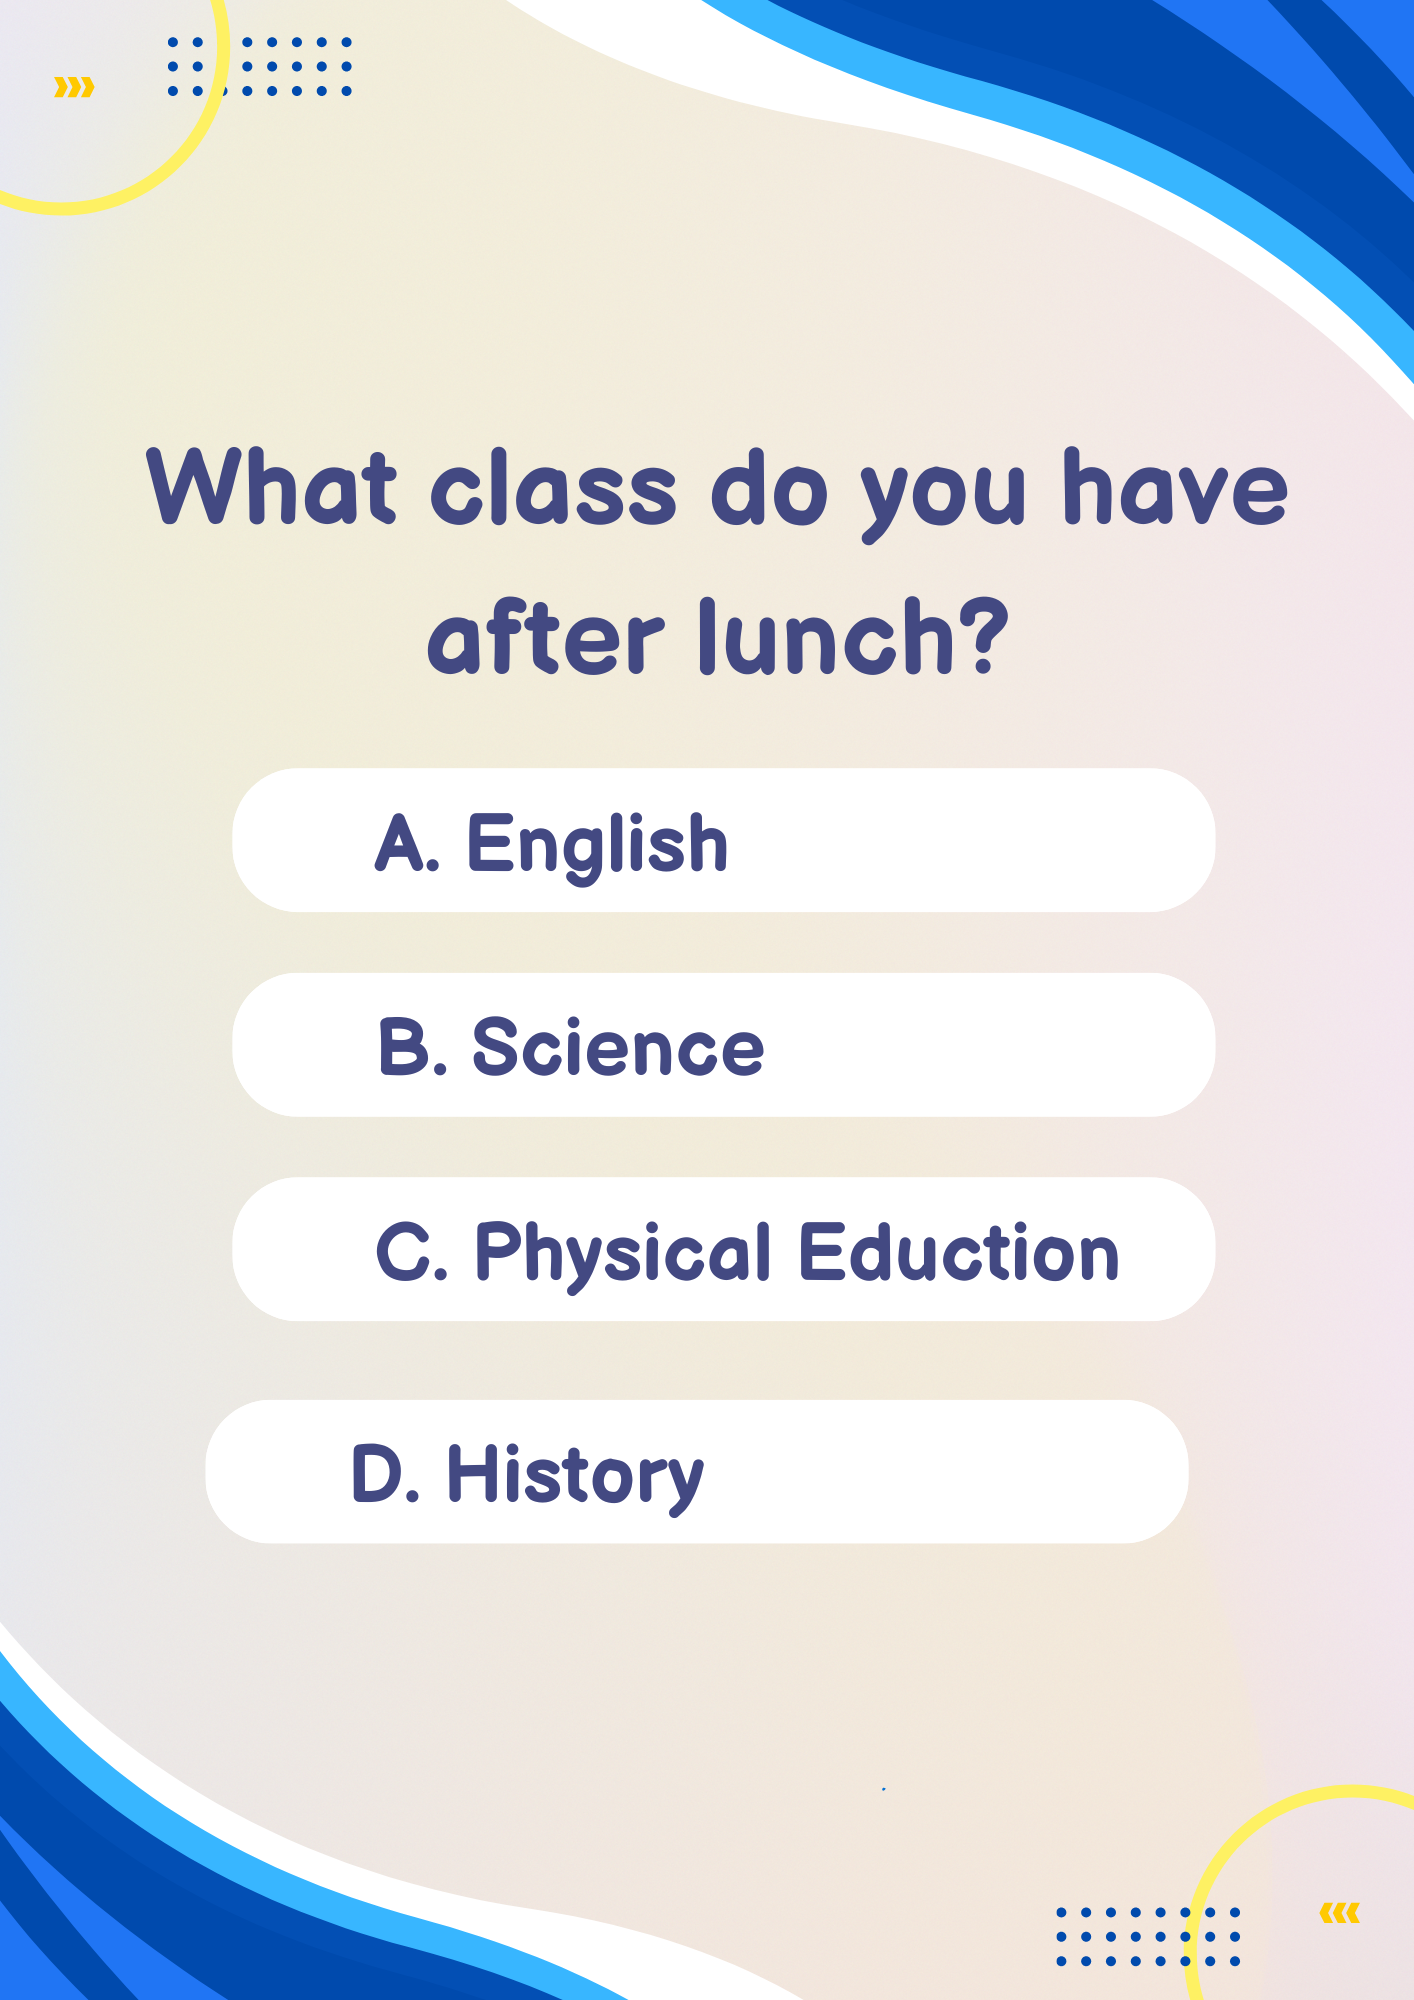 What class do you have
after lunch?
A. English
B. Science
C. Physical Eduction
D. History